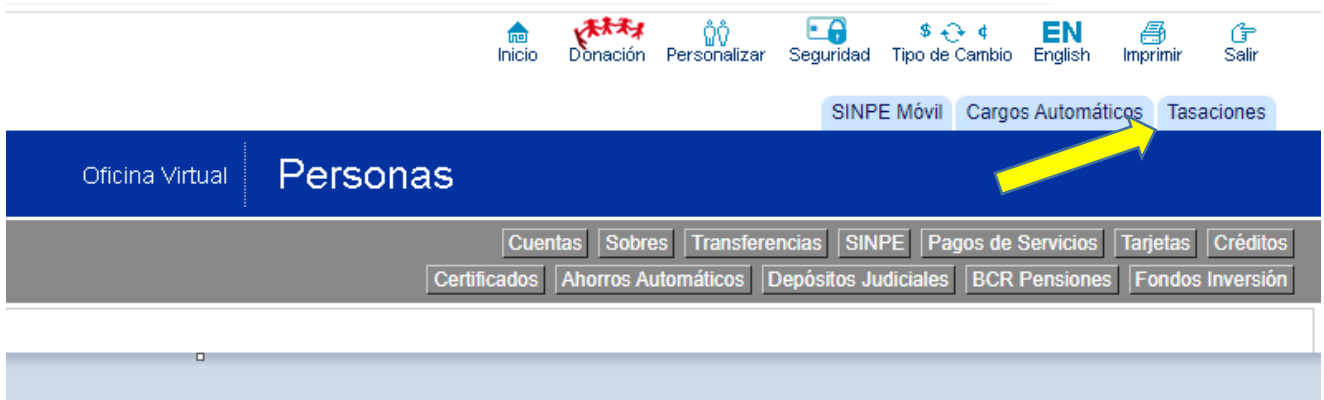 Inicio Donación Personalizar Seguridad $ ¢ Tipo de Cambio EN English Imprimir Salir
SINPE Móvil Cargos Automáticos Tasaciones
Oficina Virtual Personas
Cuentas Sobres Transferencias SINPE Pagos de Servicios Tarjetas Créditos
Certificados Ahorros Automáticos Depósitos Judiciales BCR Pensiones Fondos Inversión